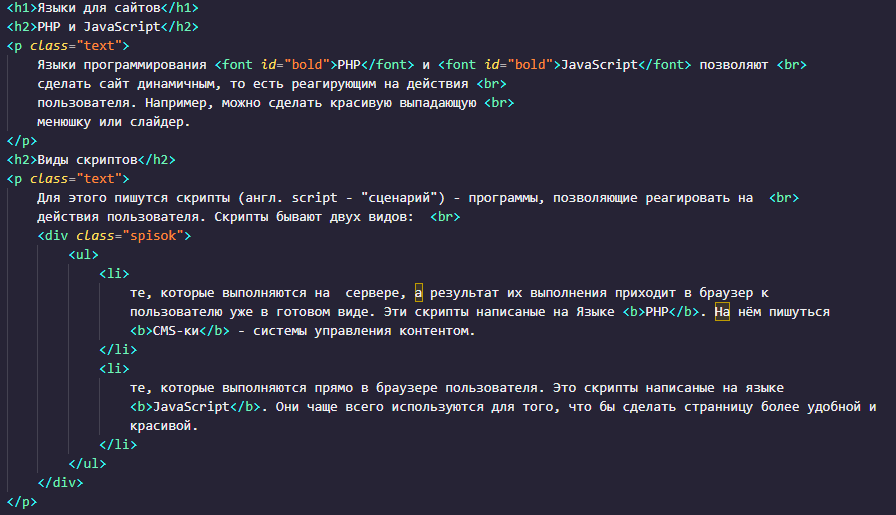 <h1>Языки для сайтов</h1>
<h2>PHP и JavaScript</h2>
<p class="text">
Языки программирования <font id="bold">PHP</font> и <font id="bold">JavaScript</font> позволяют <br>
сделать сайт динамичным, то есть реагирующим на действия <br>
пользователя. Например, можно сделать красивую выпадающую <br>
менюшку или слайдер.
</p>
<h2>Виды скриптов</h2>
<p class="text">
Для этого пишутся скрипты (англ. script - "сценарий") - программы, позволяющие реагировать на  <br>
действия пользователя. Скрипты бывают двух видов:  <br>
<div class="spisok">
<ul>
<li>
те, которые выполняются на  сервере, а результат их выполнения приходит в браузер к
пользователю уже в готовом виде. Эти скрипты написаные на Языке <b>PHP</b>. На нём пишуться
<b>CMS-ки</b> - системы управления контентом.
</li>
<li>
те, которые выполняются прямо в браузере пользователя. Это скрипты написаные на языке
<b>JavaScript</b>. Они чаще всего используются для того, что бы сделать странницу более удобной и
красивой.
</li>
</ul>
</div>
</p>